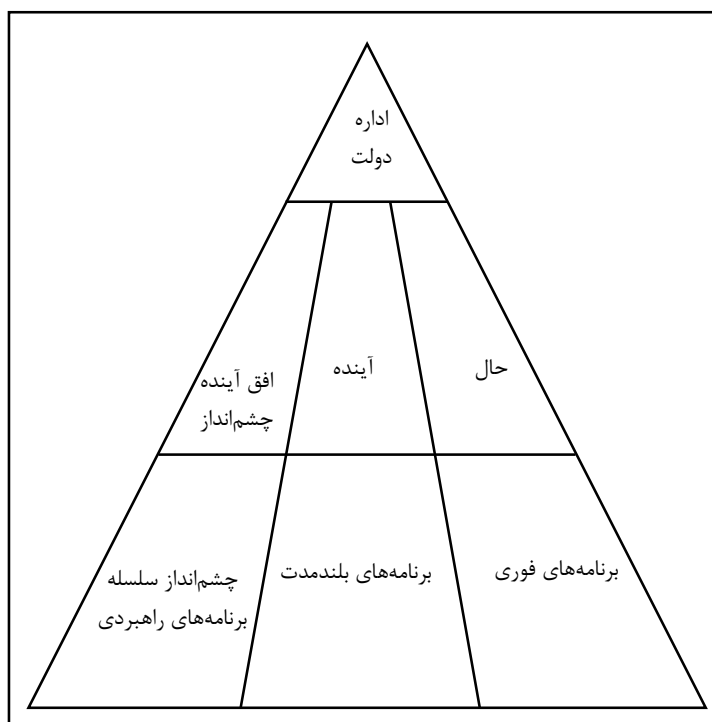 اداره
دولت
حال
آینده
افق آینده
چشم‌انداز
برنامه‌های فوری
برنامه‌های بلندمدت
چشم‌انداز سلسله
برنامه‌های راهبردی